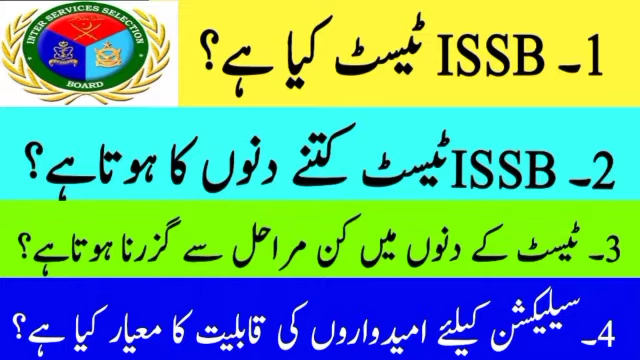 INTER SERVICES SELECTION
BOARD
1۔ ISSB ٹیسٹ کیا ہے؟
2۔ ISSB ٹیسٹ کتنے دنوں کا ہوتا ہے؟
3۔ ٹیسٹ کے دنوں میں کن مراحل سے گزرنا ہوتا ہے؟
4۔ سیلیکشن کیلئے امیدواروں کی قابلیت کا معیار کیا ہے؟